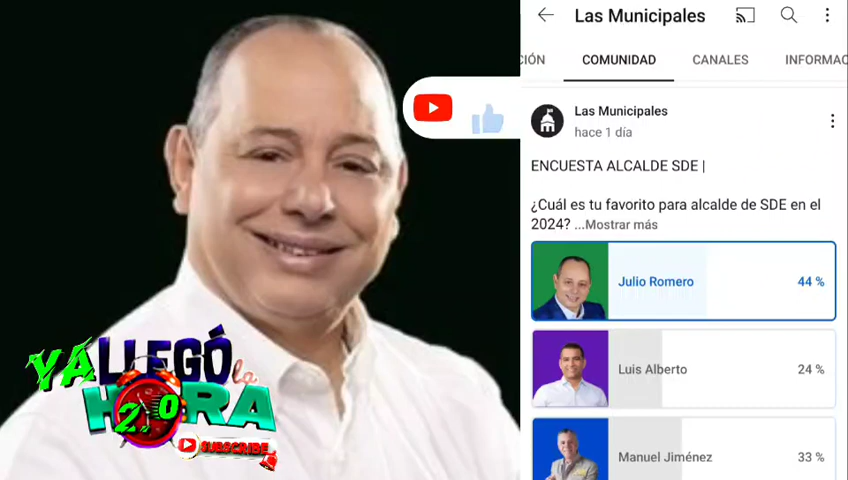 Las Municipales
CIÓN COMUNIDAD CANALES INFORMAC
Las Municipales
hace 1 día
ENCUESTA ALCALDE SDE |
¿Cuál es tu favorito para alcalde de SDE en el
2024? ...Mostrar más
Julio Romero 44 %
Luis Alberto 24 %
Manuel Jiménez 33 %
YA LLEGÓ la
HORA
2.0
SUBSCRIBE